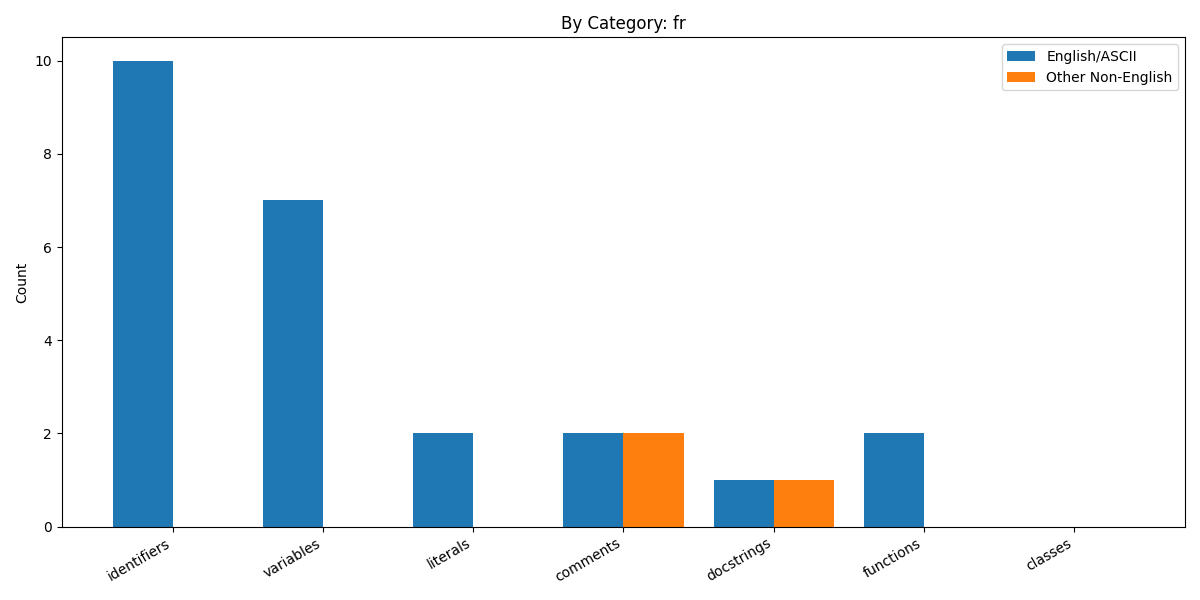 By Category: fr
English/ASCII
Other Non-English
Count
10
8
6
4
2
0
identifiers
variables
literals
comments
docstrings
functions
classes